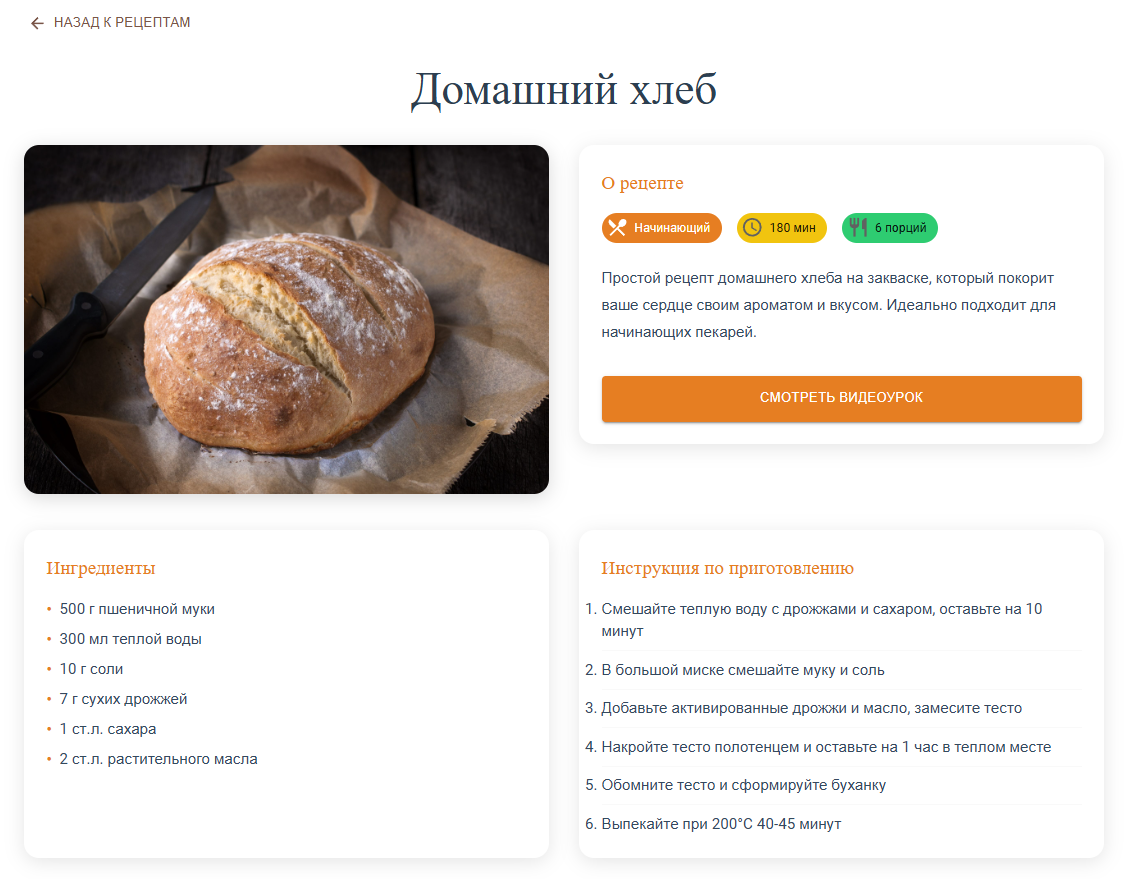 НАЗАД К РЕЦЕПТАМ
Домашний хлеб
О рецепте
Начинающий
180 мин
6 порций
Простой рецепт домашнего хлеба на закваске, который покорит
ваше сердце своим ароматом и вкусом. Идеально подходит для
начинающих пекарей.
СМОТРЕТЬ ВИДЕОУРОК
Ингредиенты
• 500 г пшеничной муки
• 300 мл теплой воды
• 10 г соли
• 7 г сухих дрожжей
• 1 ст.л. сахара
• 2 ст.л. растительного масла
Инструкция по приготовлению
1. Смешайте теплую воду с дрожжами и сахаром, оставьте на 10
минут
2. В большой миске смешайте муку и соль
3. Добавьте активированные дрожжи и масло, замесите тесто
4. Накройте тесто полотенцем и оставьте на 1 час в теплом месте
5. Обомните тесто и сформируйте буханку
6. Выпекайте при 200°C 40-45 минут